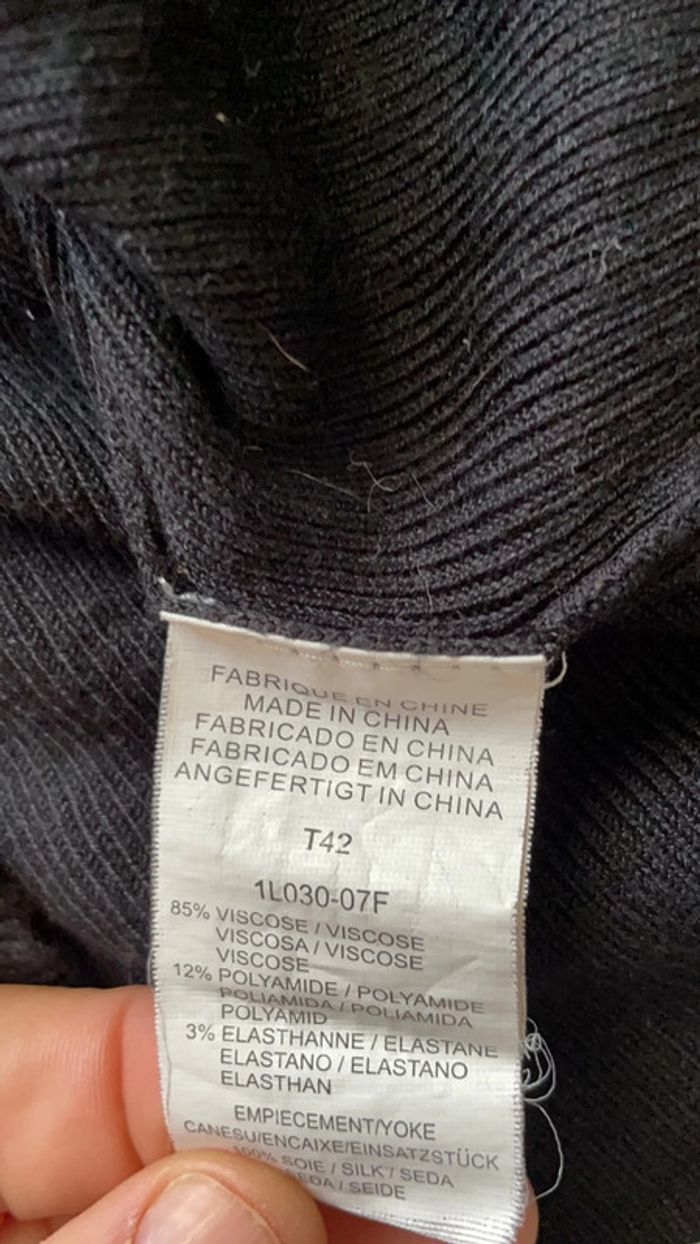 FABRIQUE EN CHINE
MADE IN CHINA
FABRICADO EN CHINA
FABRICADO EM CHINA
ANGEFERTIGT IN CHINA
T42
1L030-07F
85% VISCOSE / VISCOSE
VISCOSA / VISCOSE
VISCOSE
12% POLYAMIDE / POLYAMIDE
POLIAMIDA / POLIAMIDA
POLYAMID
3% ELASTHANNE / ELASTANE
ELASTANO / ELASTANO
ELASTHAN
EMPIECEMENT/YOKE
CANESU/ENCAIXE/EINSATZSTÜCK
100% SOIE / SILK / SEDA
/ SEIDE